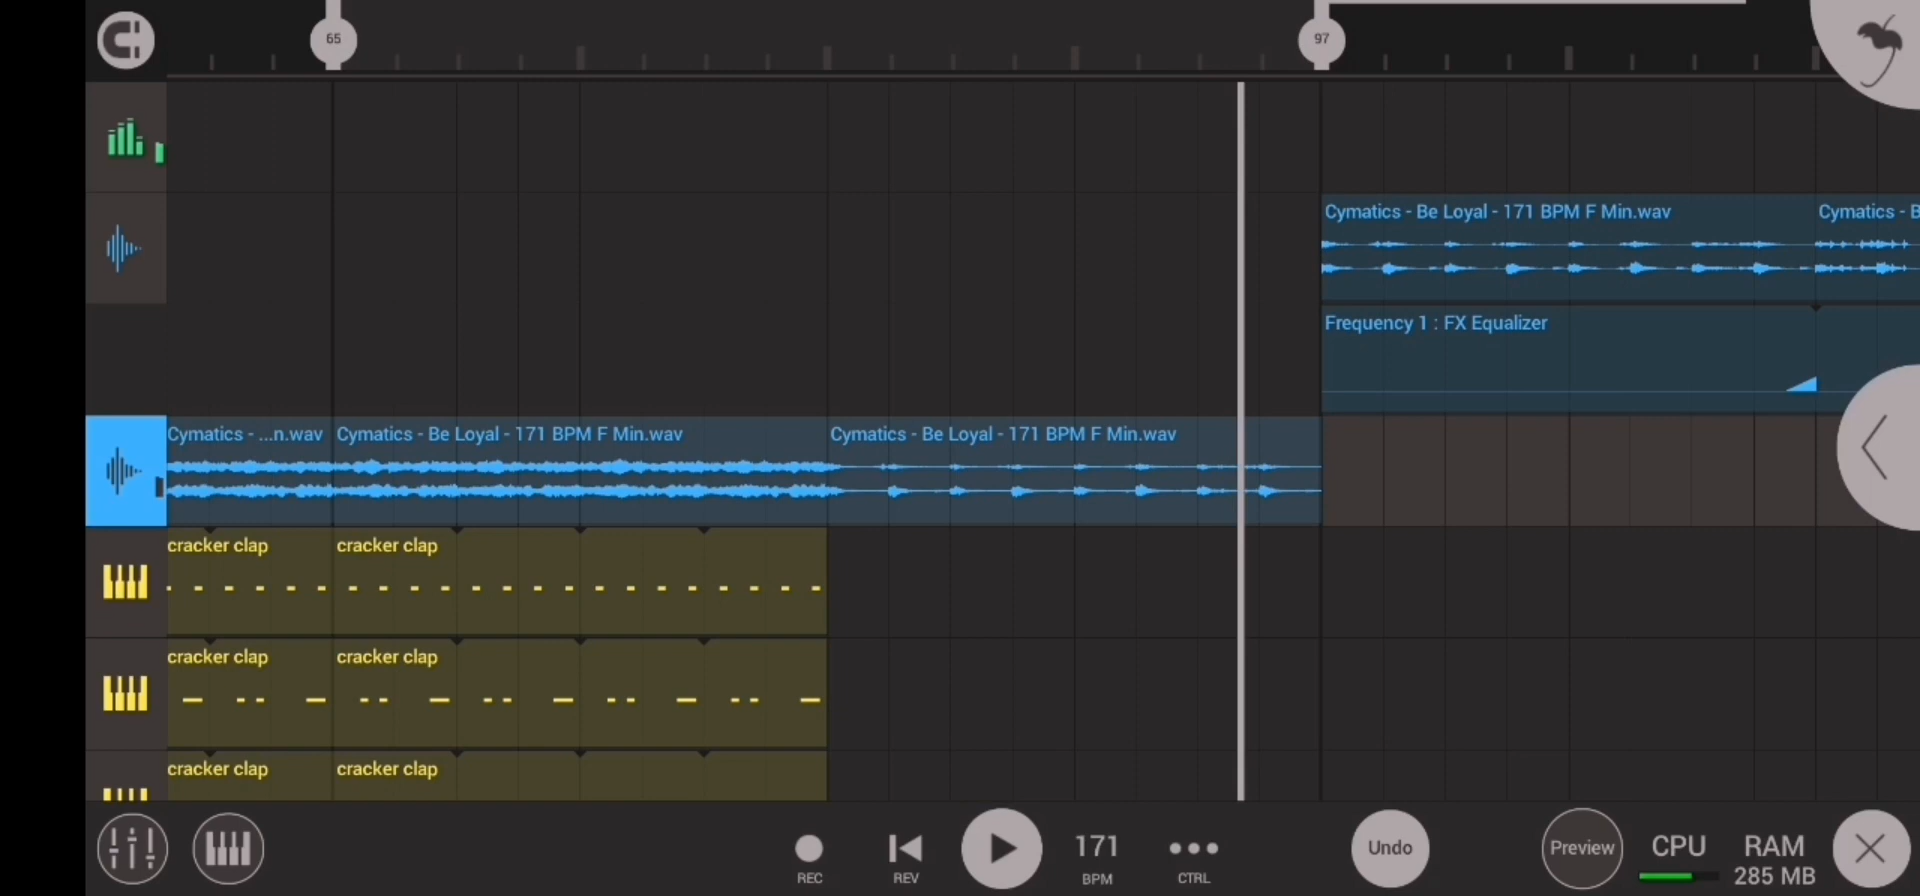 65
97
Cymatics - Be Loyal - 171 BPM F Min.wav
Cymatics - B
Frequency 1 : FX Equalizer
Cymatics - ...n.wav
Cymatics - Be Loyal - 171 BPM F Min.wav
Cymatics - Be Loyal - 171 BPM F Min.wav
cracker clap
cracker clap
cracker clap
cracker clap
cracker clap
cracker clap
REC
REV
171
BPM
CTRL
Undo
Preview
CPU
RAM
285 MB